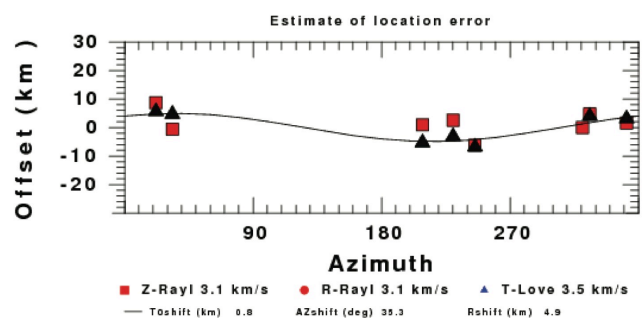 Estimate of location error
30
20
10
0
-10
-20
Offset (km)
90 180 270
Azimuth
Z-Rayl 3.1 km/s R-Rayl 3.1 km/s T-Love 3.5 km/s
T0shift (km) 0.8 AZshift (deg) 35.3 Rshift (km) 4.9